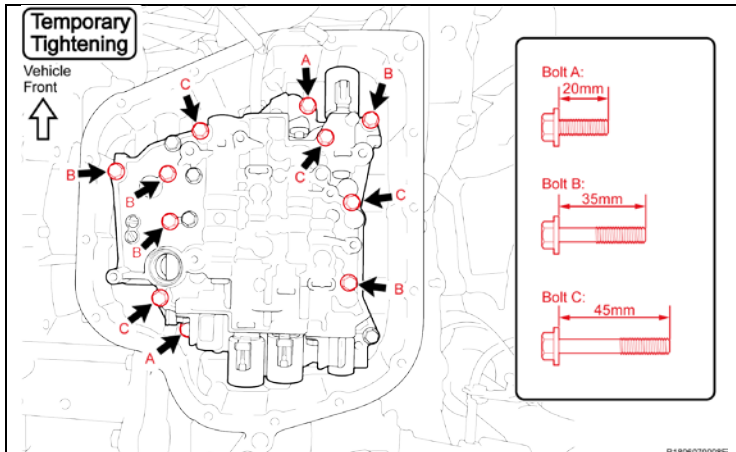 Temporary
Tightening
Vehicle
Front
A
B
C
C
B
B
C
B
B
C
A
Bolt A:
20mm
Bolt B:
35mm
Bolt C:
45mm